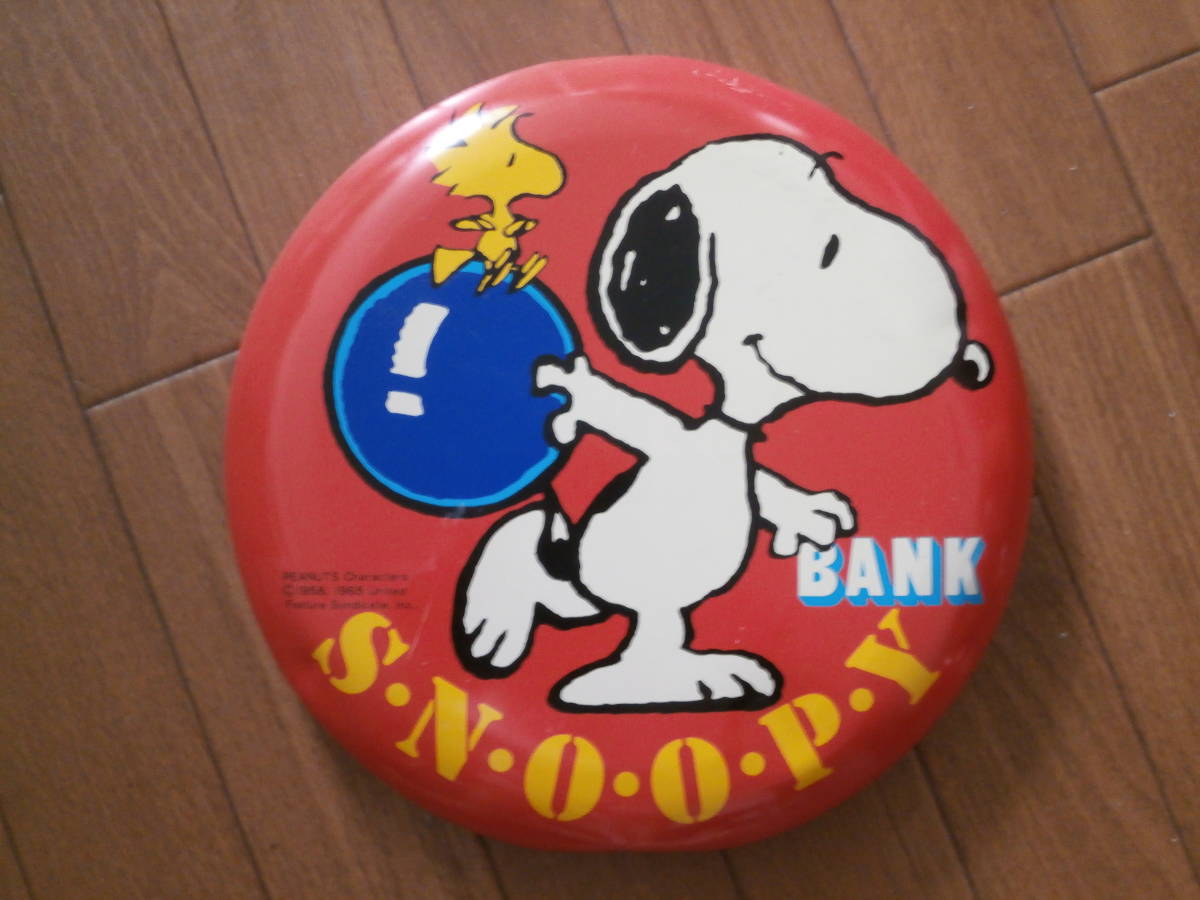 BANK
PEANUTS Characters
©1958, 1965 United
Feature Syndicate, Inc.
S·N·O·O·P·Y